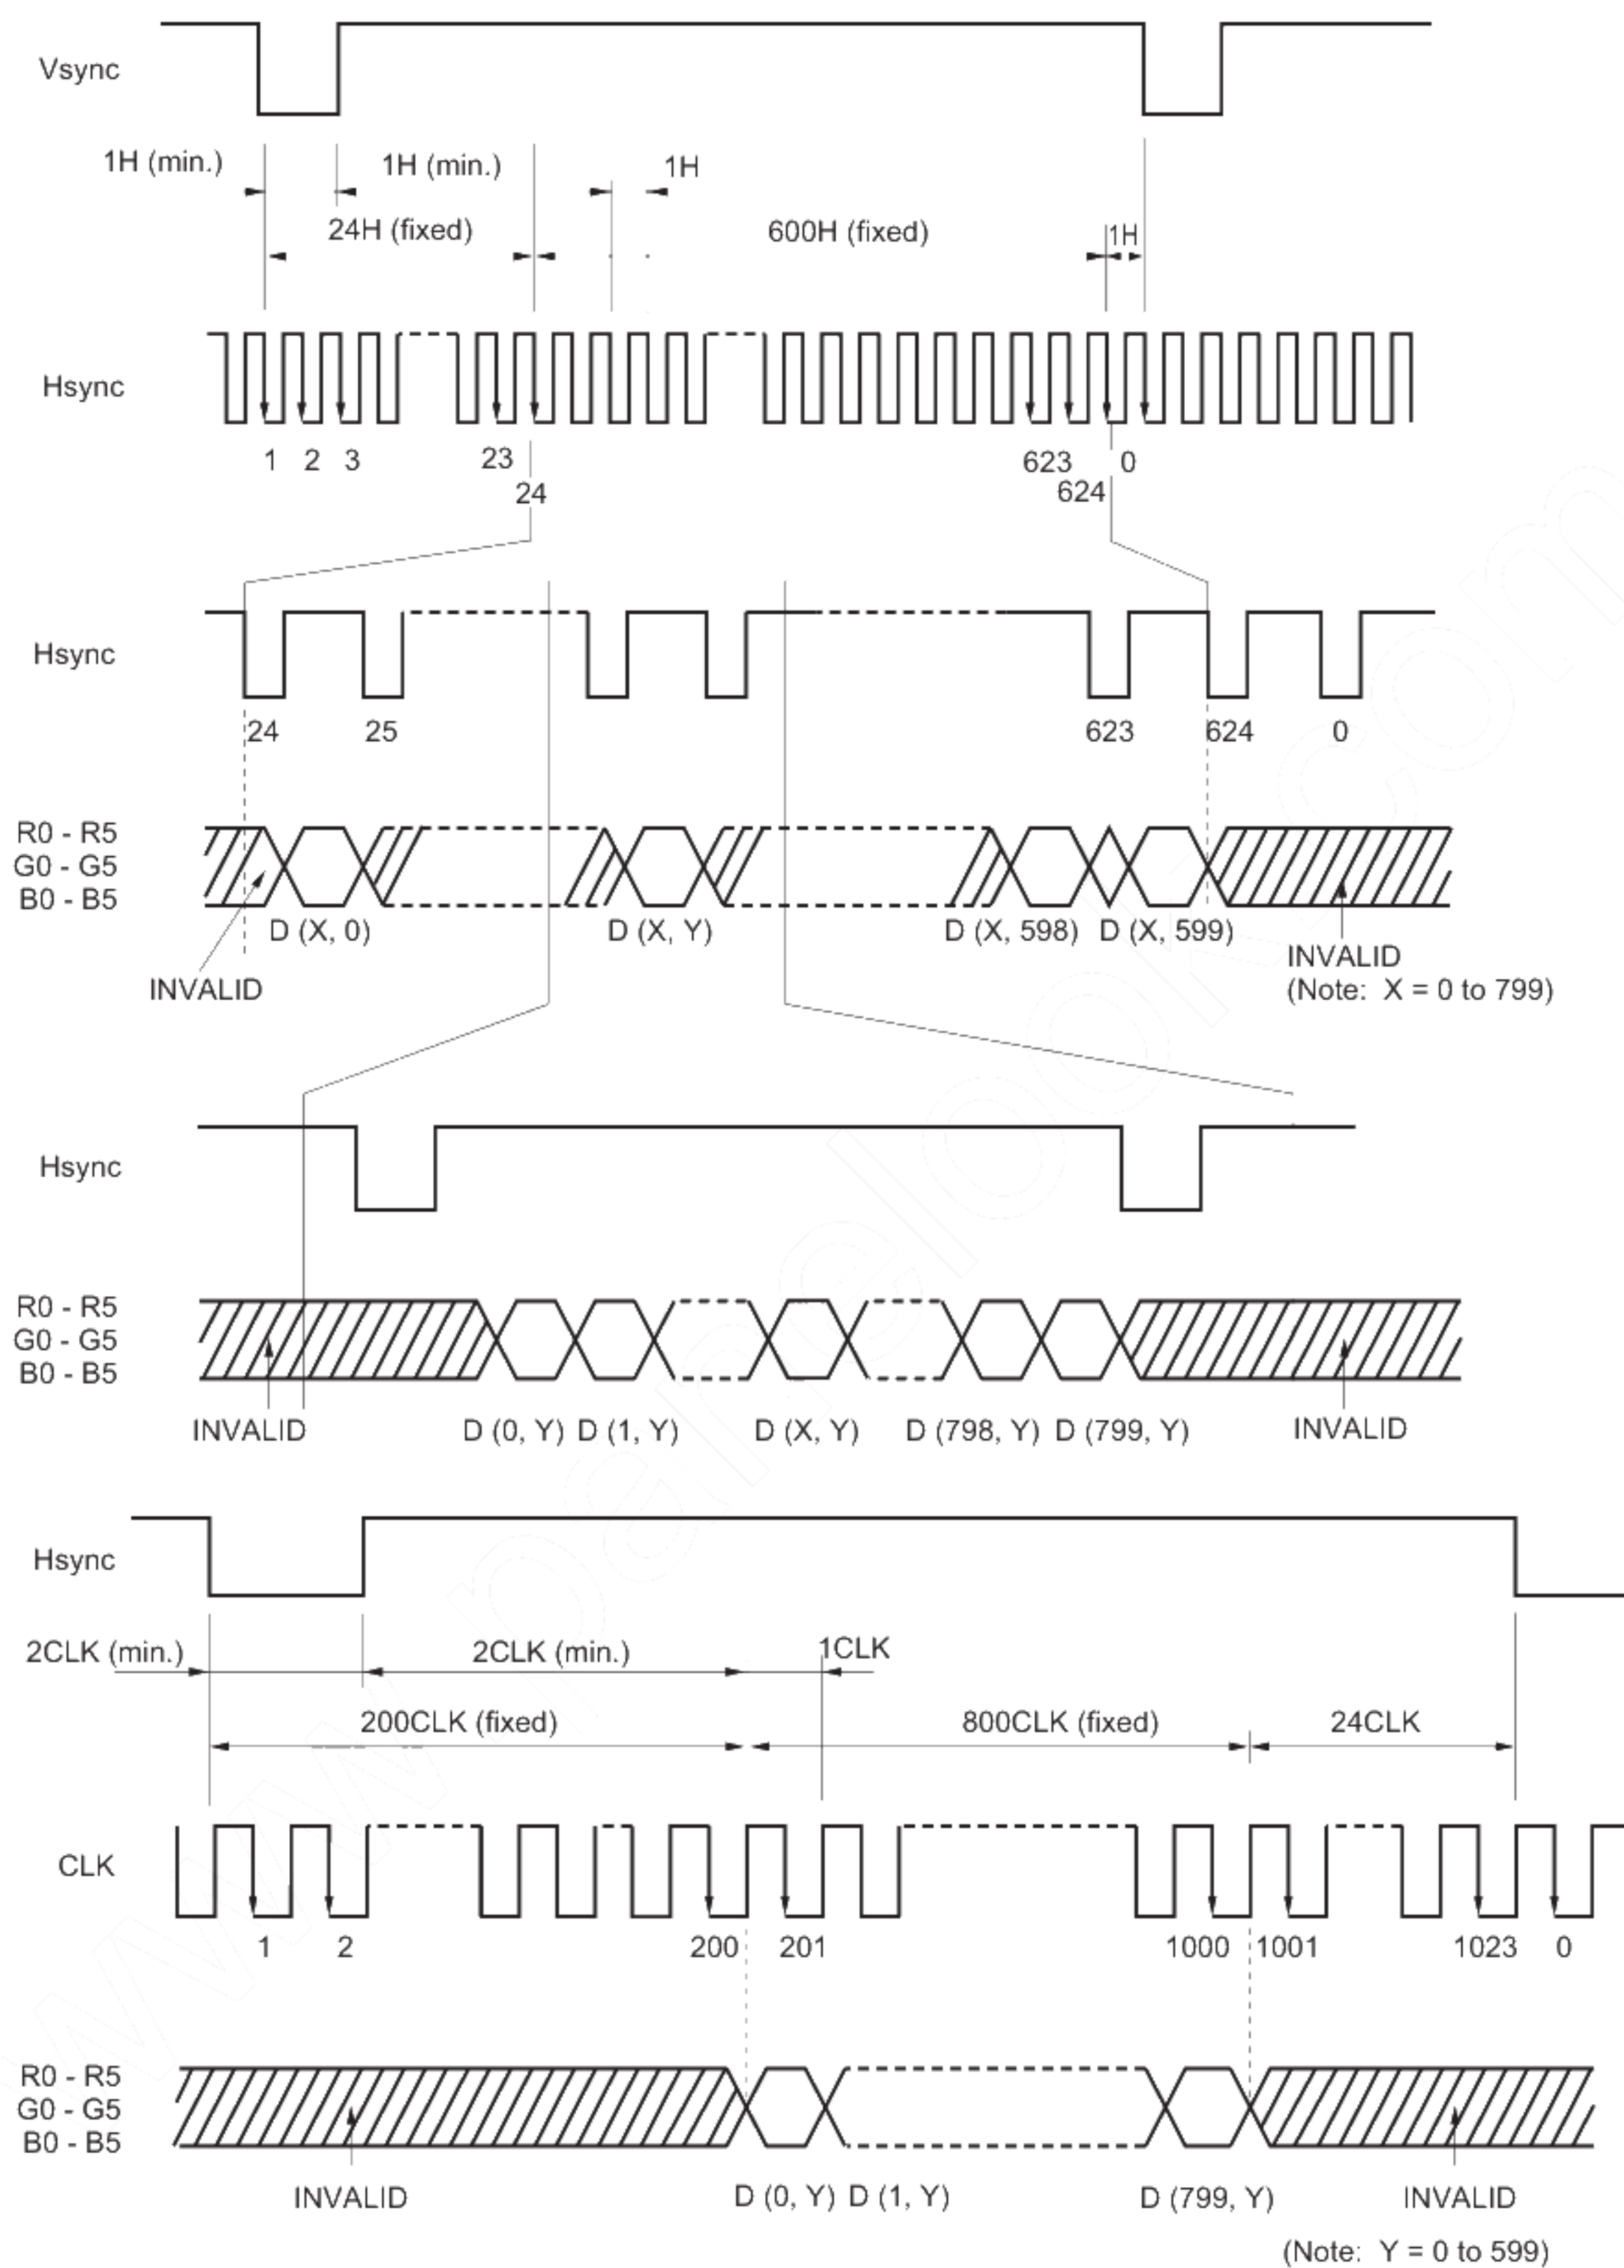 Vsync
1H (min.) 1H (min.) 1H
24H (fixed) 600H (fixed) 1H
Hsync
1 2 3 23 623 0
24 624
Hsync
24 25 623 624 0
R0 - R5
G0 - G5
B0 - B5
D (X, 0) D (X, Y) D (X, 598) D (X, 599)
INVALID
INVALID
(Note: X = 0 to 799)
Hsync
R0 - R5
G0 - G5
B0 - B5
INVALID D (0, Y) D (1, Y) D (X, Y) D (798, Y) D (799, Y) INVALID
Hsync
2CLK (min.) 2CLK (min.) 1CLK
200CLK (fixed) 800CLK (fixed) 24CLK
CLK
1 2 200 201 1000 1001 1023 0
R0 - R5
G0 - G5
B0 - B5
INVALID D (0, Y) D (1, Y) D (799, Y) INVALID
(Note: Y = 0 to 599)
www.panelook.com